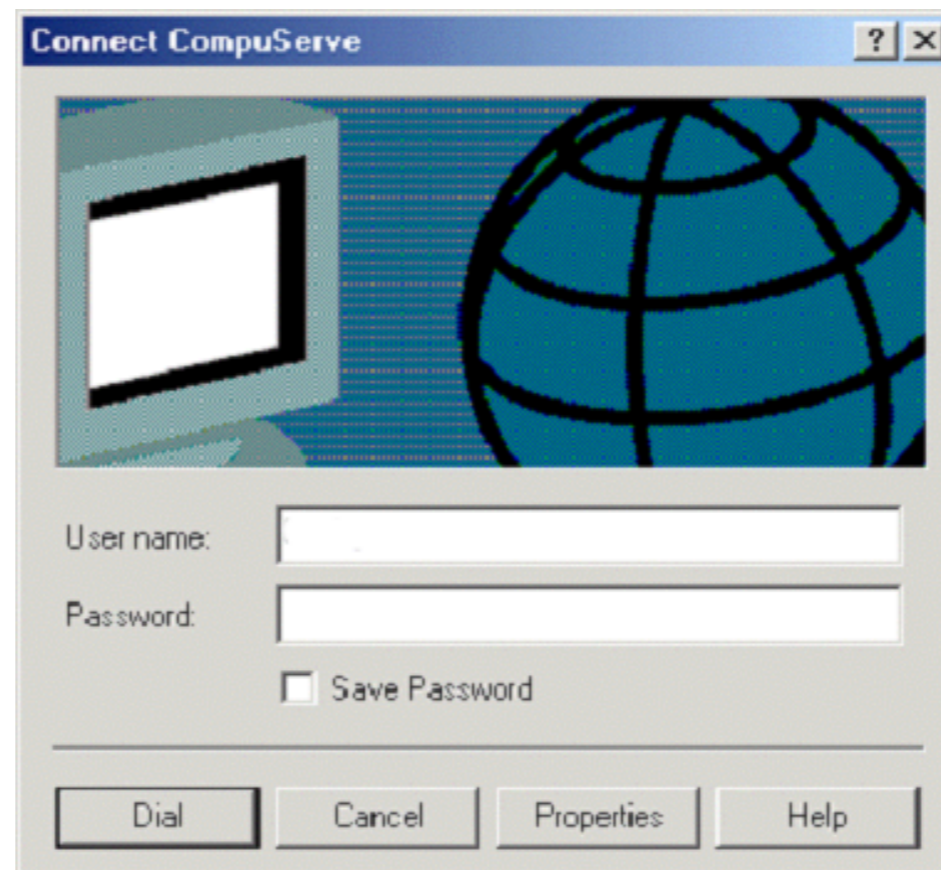 Connect CompuServe
User name:
Password:
Save Password
Dial Cancel Properties Help